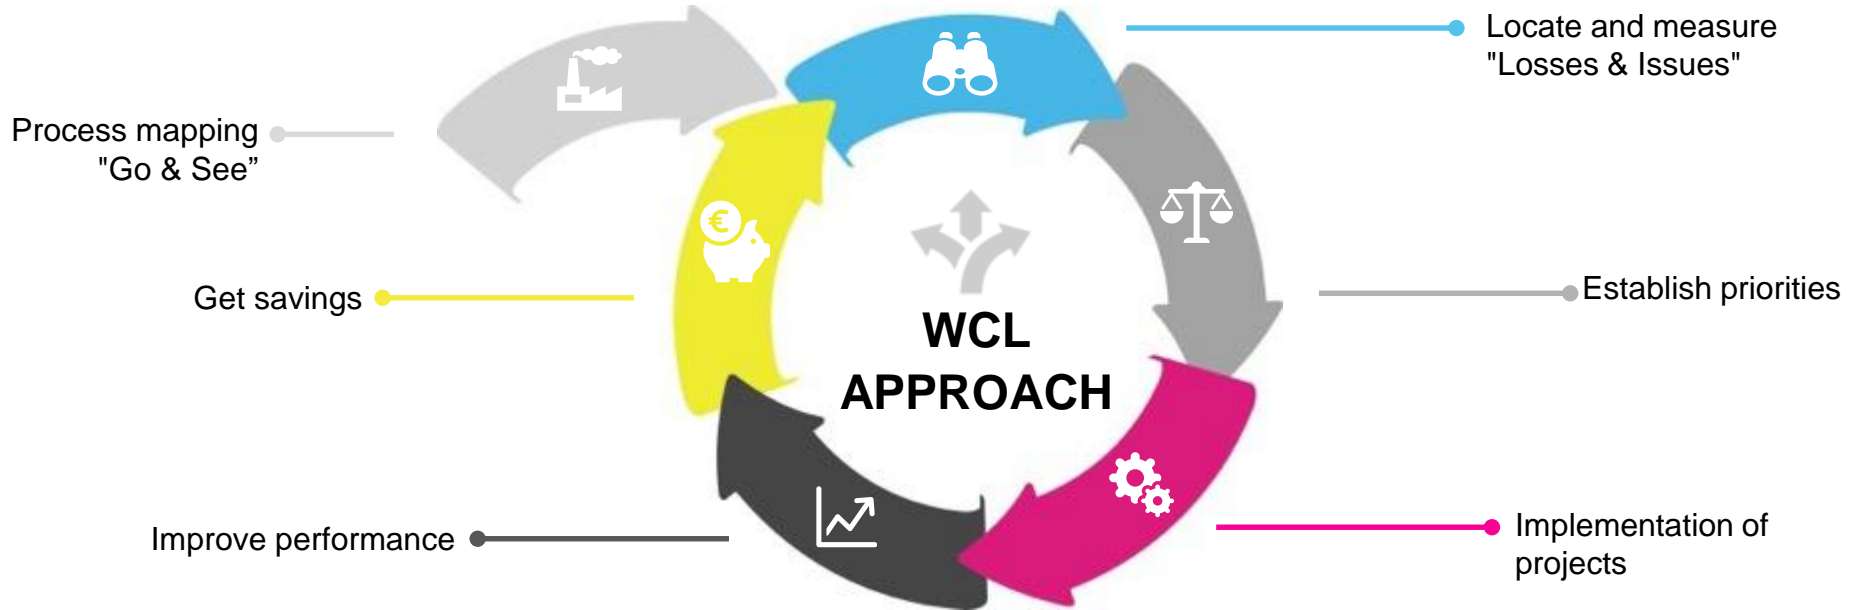 Process mapping
"Go & See”
Locate and measure
"Losses & Issues"
Establish priorities
Implementation of
projects
Improve performance
Get savings
€
WCL
APPROACH